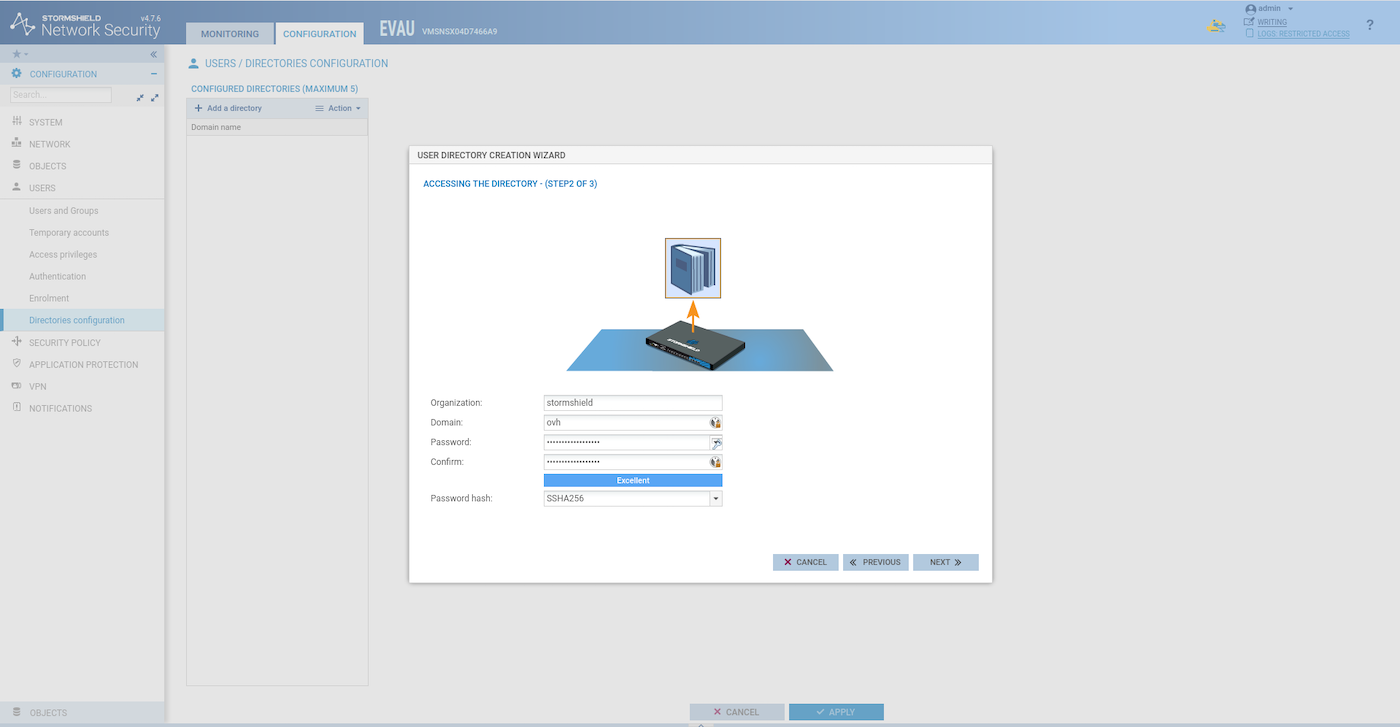 STORMSHIELD v4.7.6
Network Security
MONITORING
CONFIGURATION
EVAU VMSNSX04D7466A9
admin
WRITING
LOGS: RESTRICTED ACCESS
?
CONFIGURATION
Search...
SYSTEM
NETWORK
OBJECTS
USERS
Users and Groups
Temporary accounts
Access privileges
Authentication
Enrolment
Directories configuration
SECURITY POLICY
APPLICATION PROTECTION
VPN
NOTIFICATIONS
OBJECTS
USERS / DIRECTORIES CONFIGURATION
CONFIGURED DIRECTORIES (MAXIMUM 5)
Add a directory Action
Domain name
USER DIRECTORY CREATION WIZARD
ACCESSING THE DIRECTORY - (STEP2 OF 3)
STORMSHIELD
Organization: stormshield
Domain: ovh
Password: ••••••••••••••••••
Confirm: ••••••••••••••••••
Excellent
Password hash: SSHA256
CANCEL PREVIOUS NEXT
CANCEL APPLY